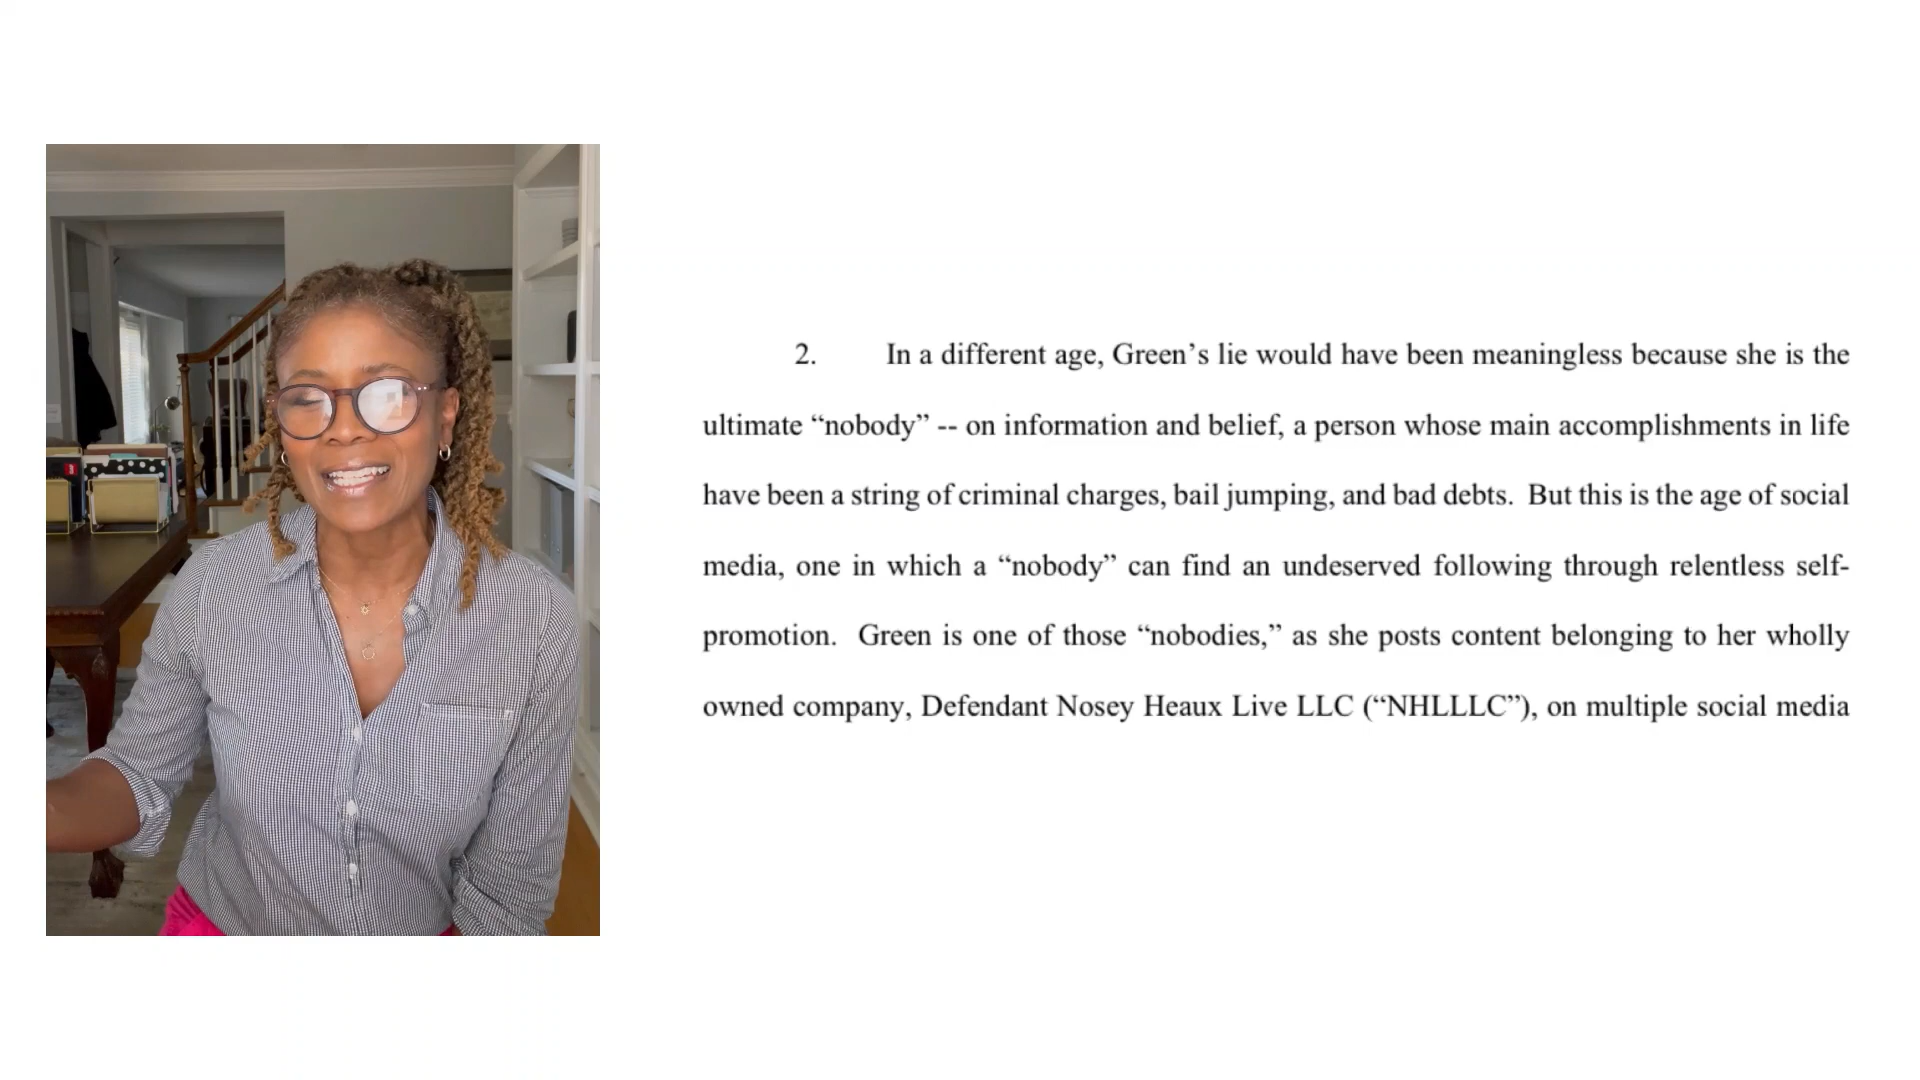 2. In a different age, Green’s lie would have been meaningless because she is the
ultimate “nobody” -- on information and belief, a person whose main accomplishments in life
have been a string of criminal charges, bail jumping, and bad debts. But this is the age of social
media, one in which a “nobody” can find an undeserved following through relentless self-
promotion. Green is one of those “nobodies,” as she posts content belonging to her wholly
owned company, Defendant Nosey Heaux Live LLC (“NHLLLC”), on multiple social media